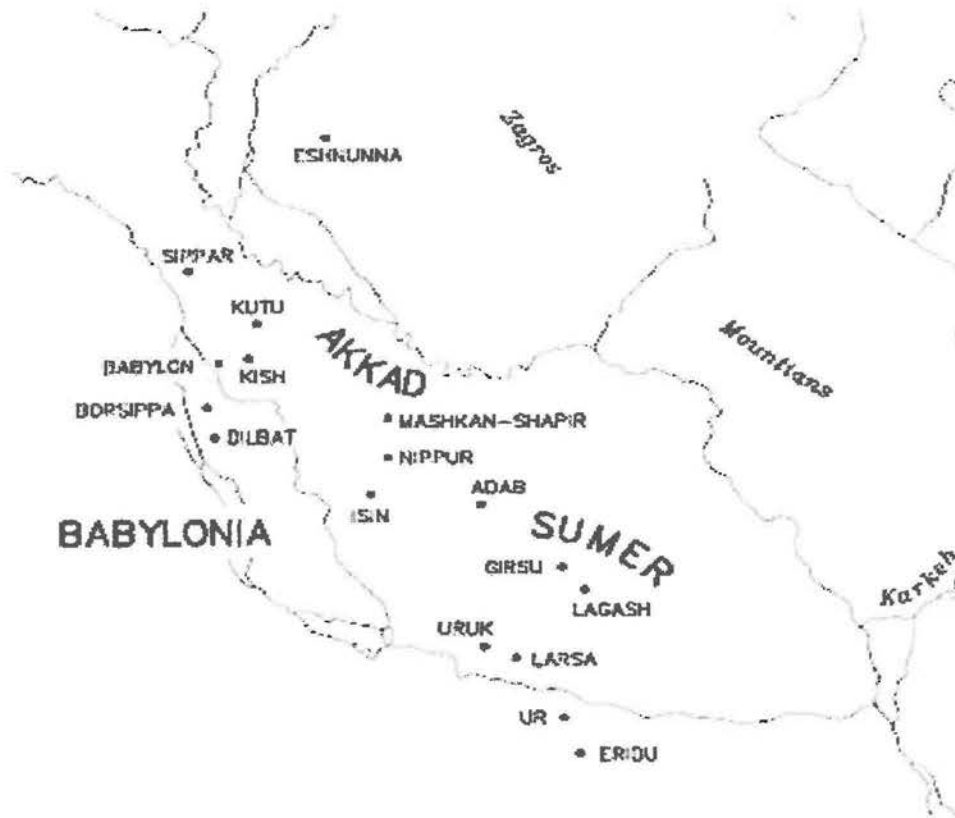 Zagros
ESHNUNNA
SIPPAR
KUTU
AKKAD
BABYLON
KISH
Mountians
BORSIPPA
MASHKAN-SHAPIR
DILBAT
NIPPUR
ADAB
ISIN
BABYLONIA
SUMER
GIRSU
Karkeh
LAGASH
URUK
LARSA
UR
ERIDU